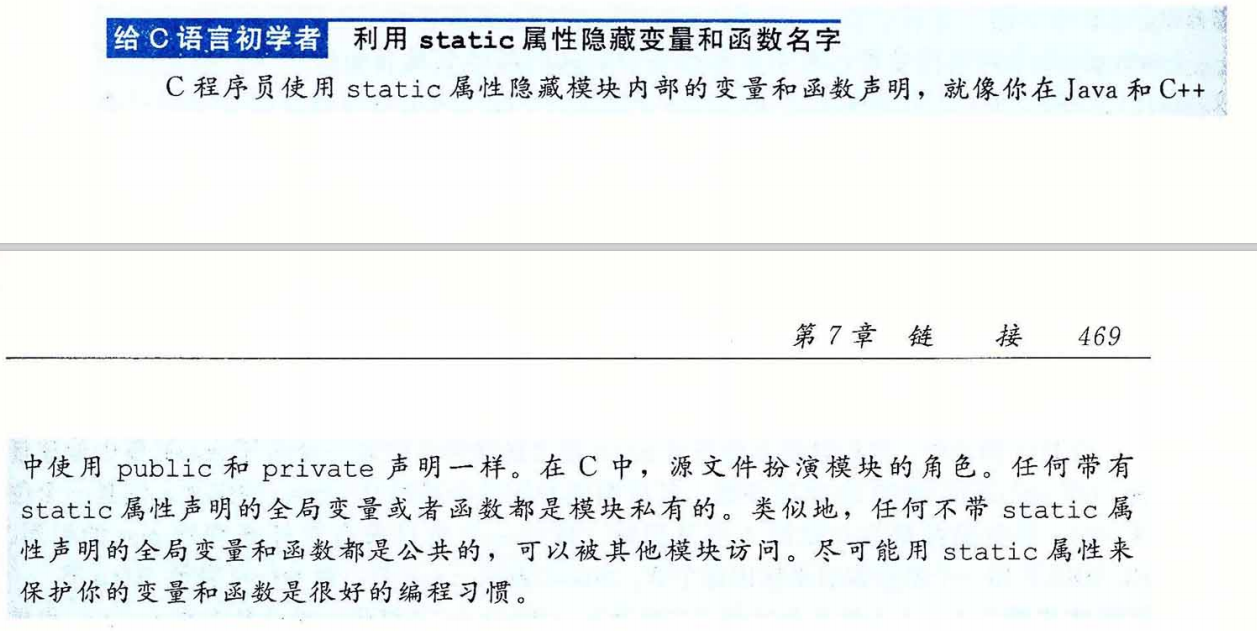 给C语言初学者 利用 static 属性隐藏变量和函数名字
C 程序员使用 static 属性隐藏模块内部的变量和函数声明，就像你在 Java 和 C++
第 7 章 链 接 469
中使用 public 和 private 声明一样。在 C 中，源文件扮演模块的角色。任何带有
static 属性声明的全局变量或者函数都是模块私有的。类似地，任何不带 static 属
性声明的全局变量和函数都是公共的，可以被其他模块访问。尽可能用 static 属性来
保护你的变量和函数是很好的编程习惯。